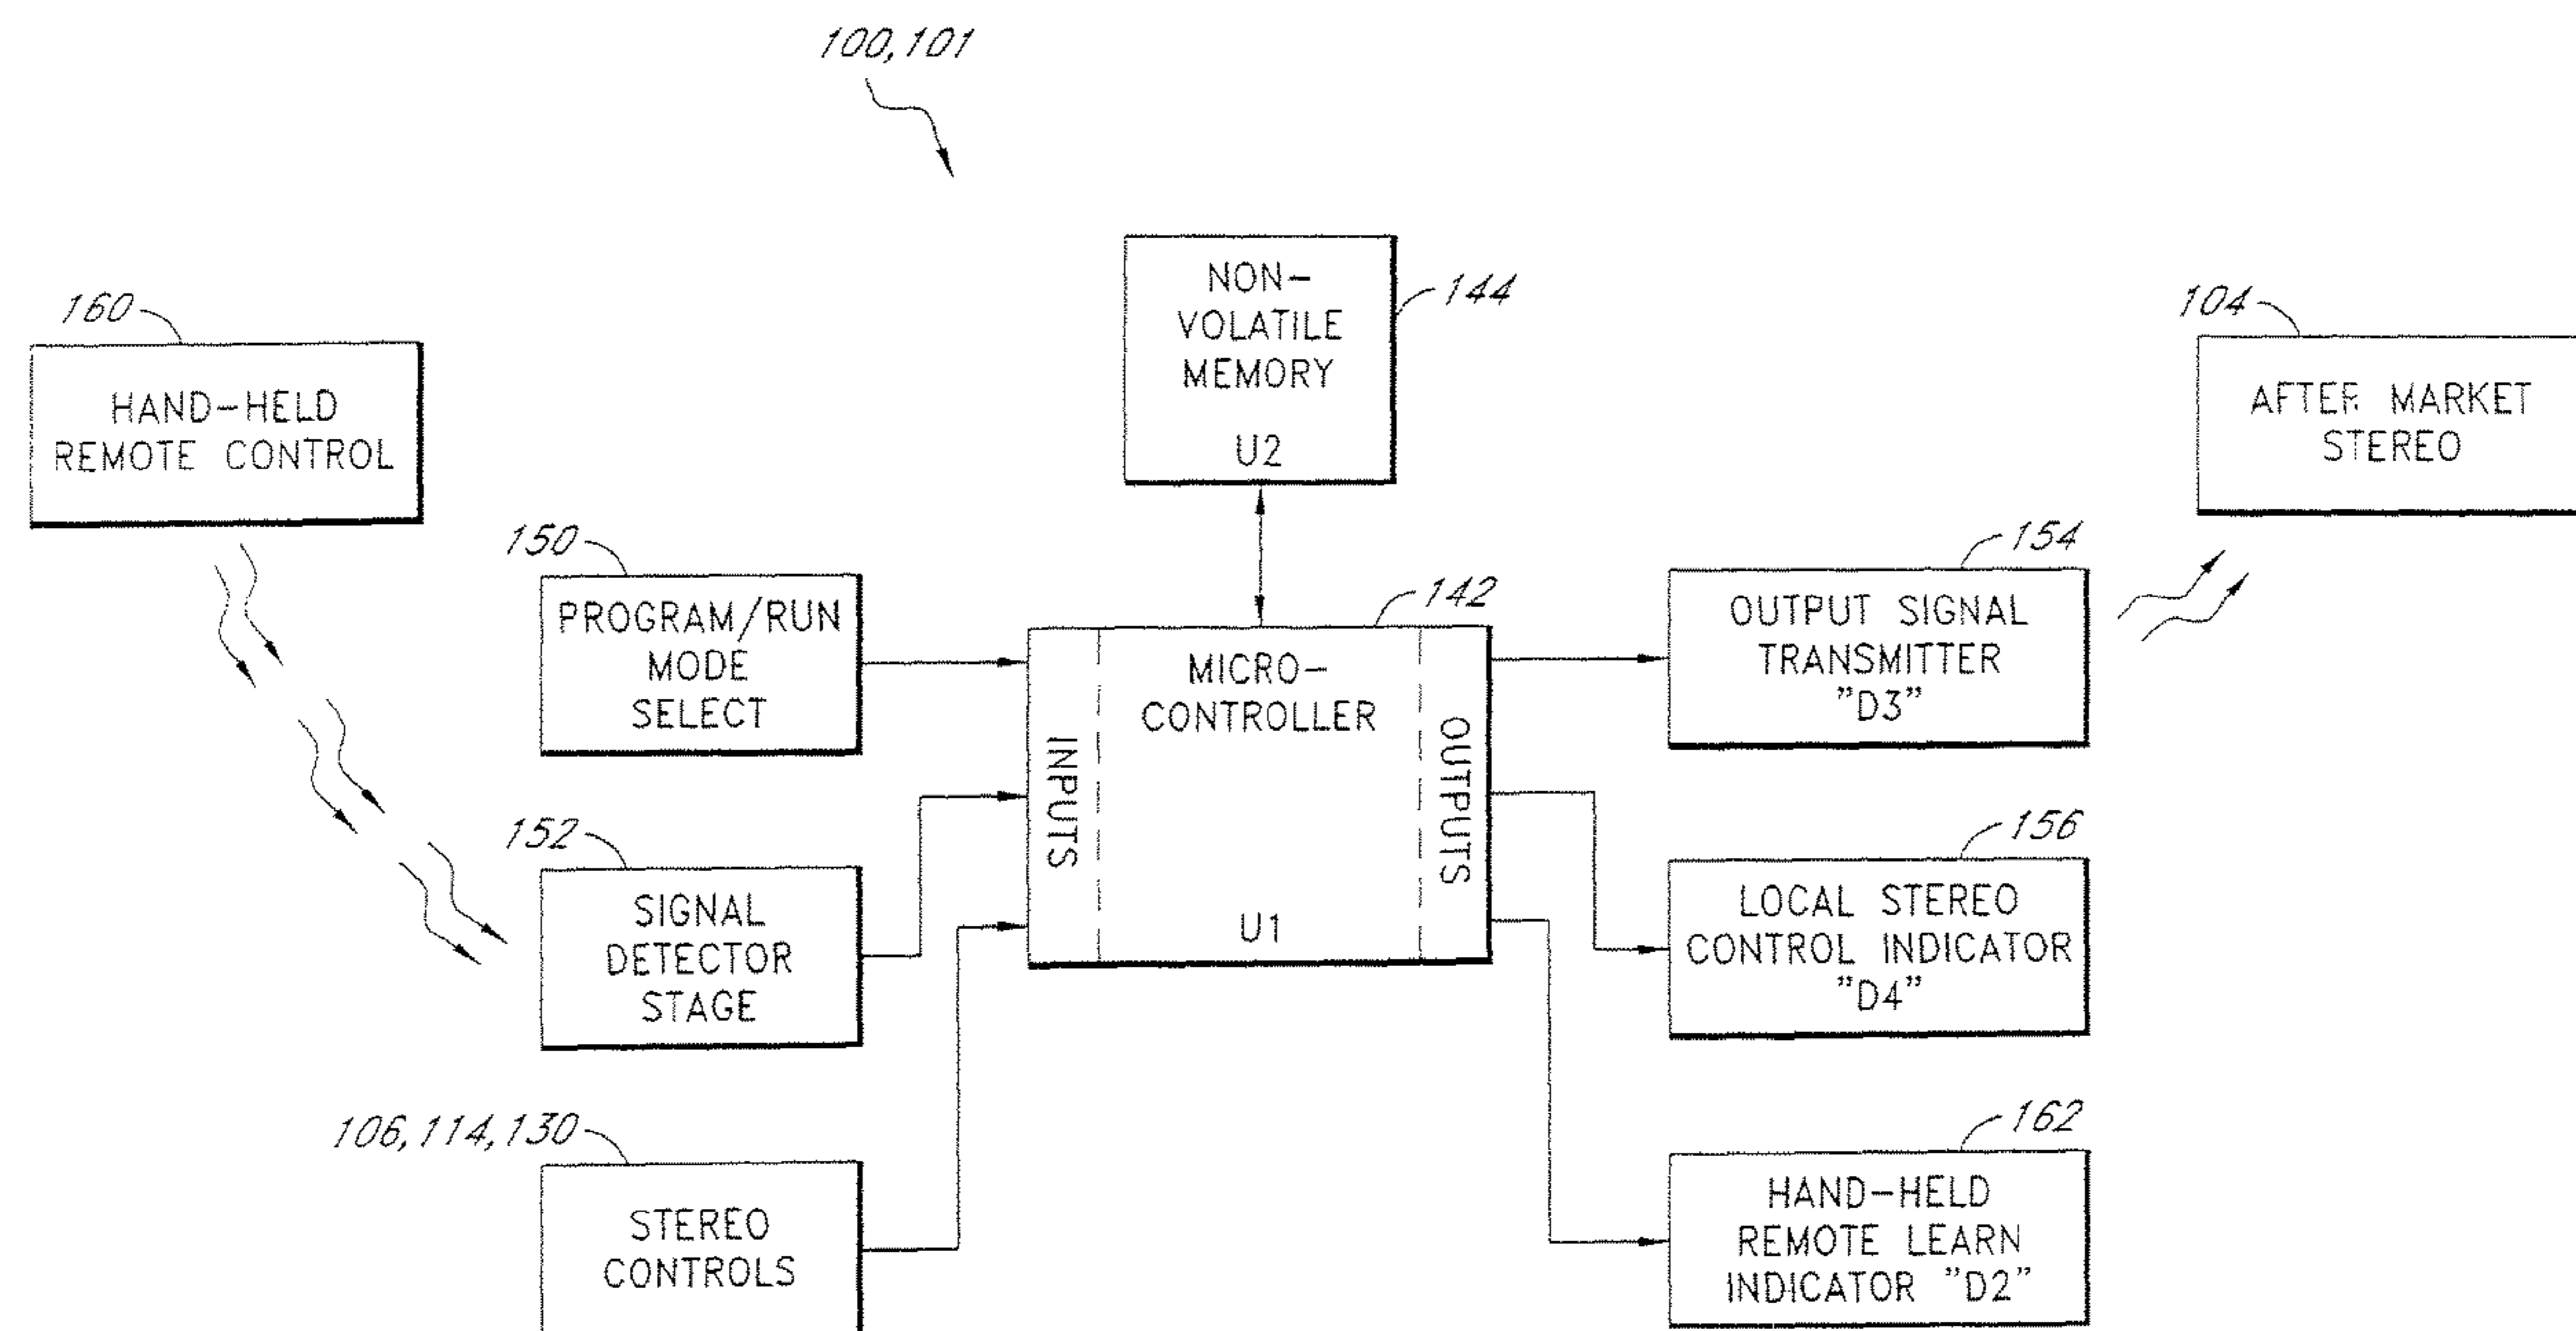 100,101
NON-
VOLATILE
MEMORY
U2
144
160
HAND-HELD
REMOTE CONTROL
104
AFTER MARKET
STEREO
150
PROGRAM/RUN
MODE
SELECT
142
INPUTS
MICRO-
CONTROLLER
U1
OUTPUTS
154
OUTPUT SIGNAL
TRANSMITTER
"D3"
152
SIGNAL
DETECTOR
STAGE
156
LOCAL STEREO
CONTROL INDICATOR
"D4"
106,114,130
STEREO
CONTROLS
162
HAND-HELD
REMOTE LEARN
INDICATOR "D2"